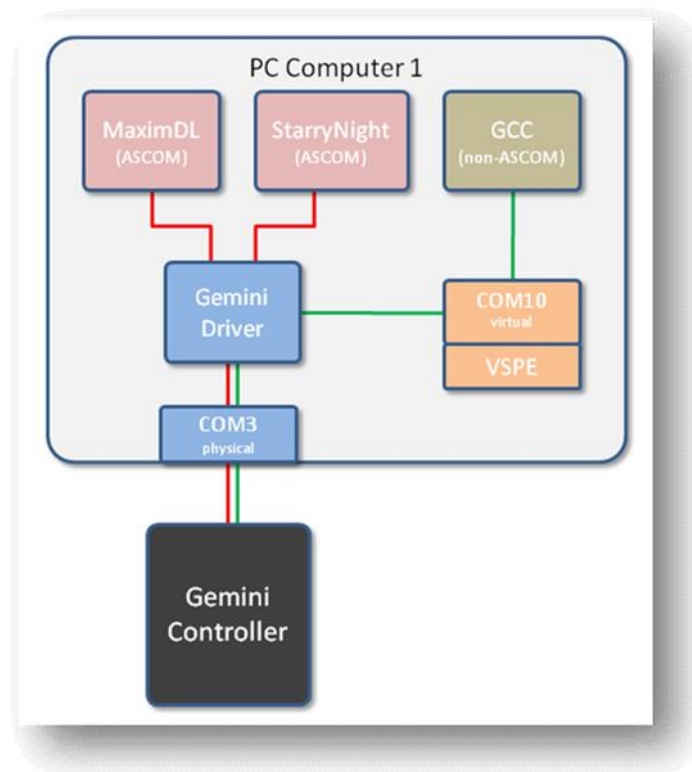 PC Computer 1
MaximDL
(ASCOM)
StarryNight
(ASCOM)
GCC
(non-ASCOM)
Gemini
Driver
COM10
virtual
VSPE
COM3
physical
Gemini
Controller